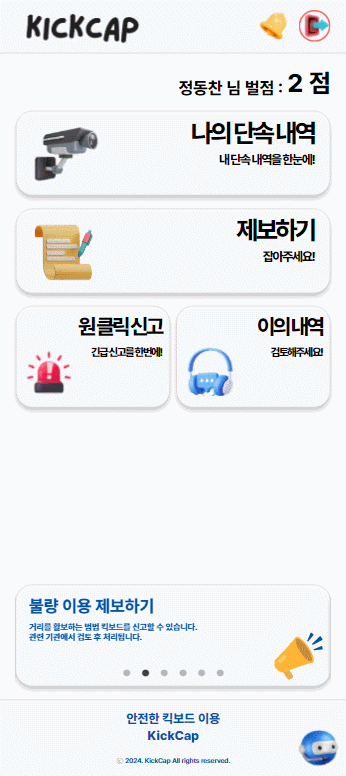 KICKCAP
정동찬 님 벌점 : 2 점
나의 단속 내역
내 단속 내역을 한눈에!
제보하기
잡아주세요!
원클릭 신고
긴급 신고를 한번에!
이의 내역
검토해주세요!
불량 이용 제보하기
거리를 활보하는 범법 킥보드를 신고할 수 있습니다.
관련 기관에서 검토 후 처리됩니다.
안전한 킥보드 이용
KickCap
ⓒ 2024. KickCap All rights reserved.